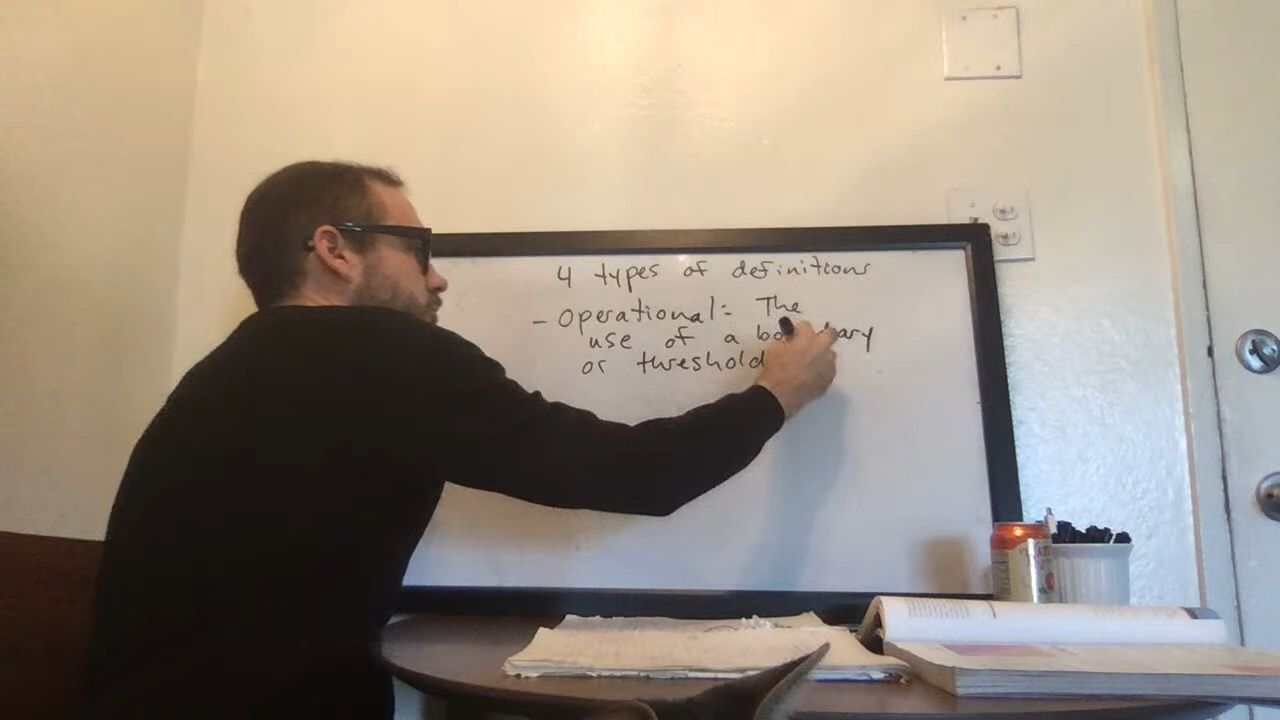 4 types of definitions
- Operational: The
use of a
or threshold